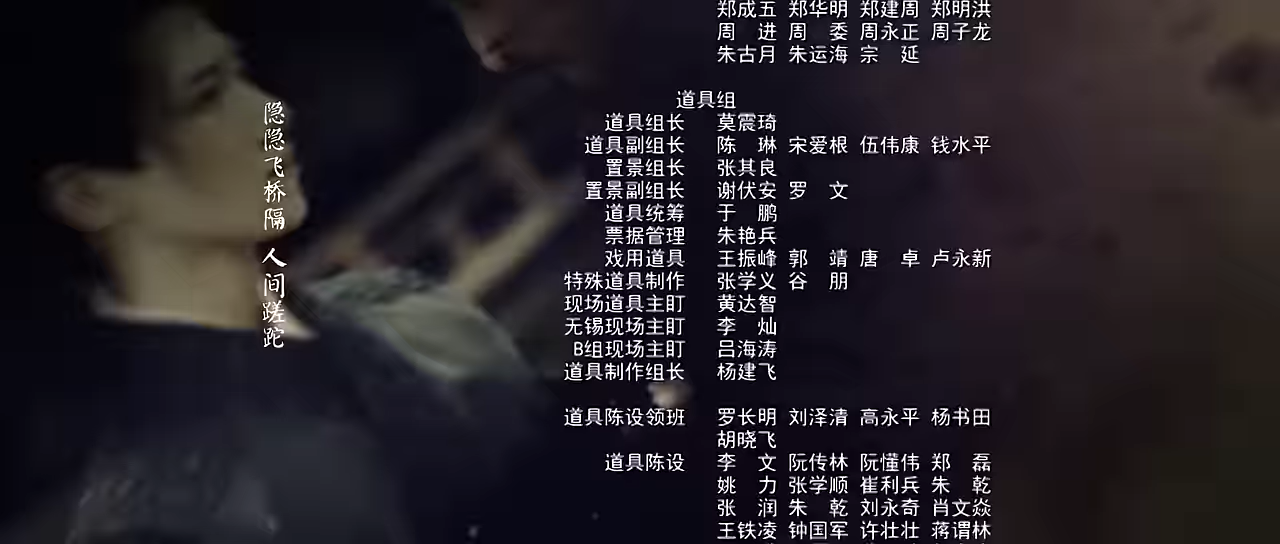 隐隐飞桥隔 人间蹉跎
郑成五 郑华明 郑建周 郑明洪
周 进 周 委 周永正 周子龙
朱古月 朱运海 宗 延
道具组
道具组长 莫震琦
道具副组长 陈 琳 宋爱根 伍伟康 钱水平
置景组长 张其良
置景副组长 谢伏安 罗 文
道具统筹 于 鹏
票据管理 朱艳兵
戏用道具 王振峰 郭 靖 唐 卓 卢永新
特殊道具制作 张学义 谷 朋
现场道具主盯 黄达智
无锡现场主盯 李 灿
B组现场主盯 吕海涛
道具制作组长 杨建飞
道具陈设领班 罗长明 刘泽清 高永平 杨书田
胡晓飞
道具陈设 李 文 阮传林 阮懂伟 郑 磊
姚 力 张学顺 崔利兵 朱 乾
张 润 朱 乾 刘永奇 肖文焱
王铁凌 钟国军 许壮壮 蒋谓林